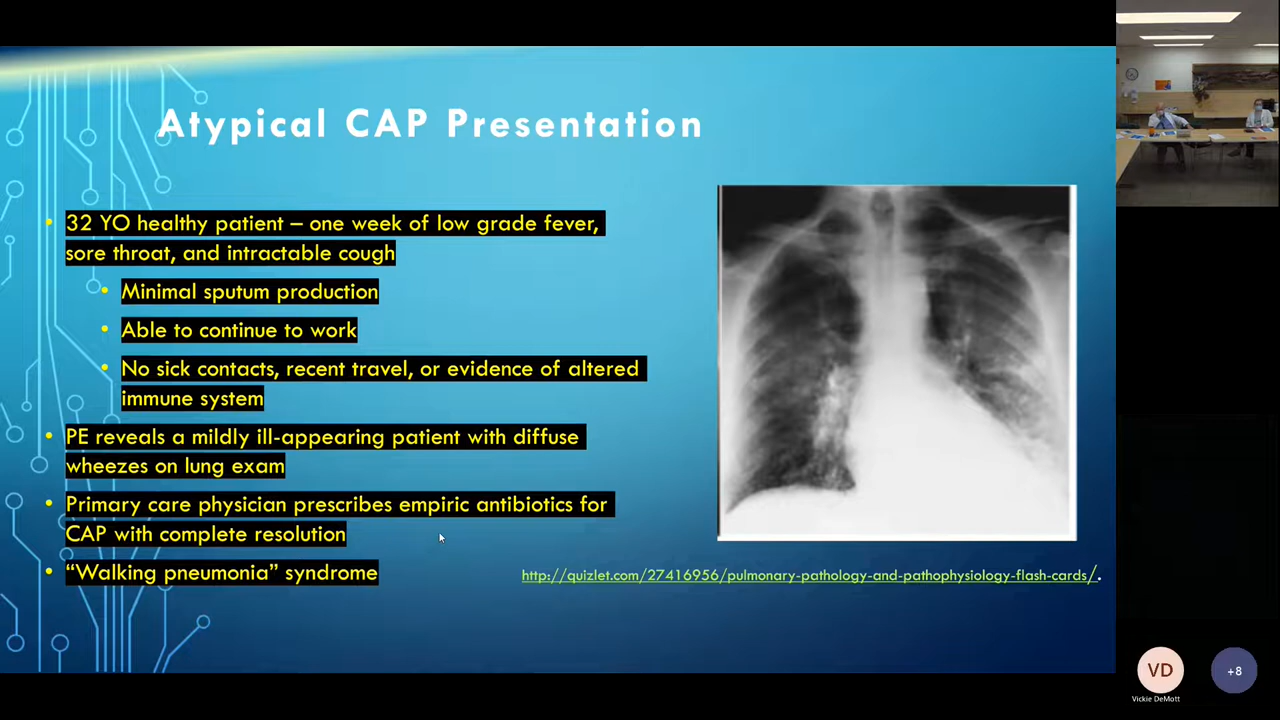 Atypical CAP Presentation
• 32 YO healthy patient – one week of low grade fever,
sore throat, and intractable cough
• Minimal sputum production
• Able to continue to work
• No sick contacts, recent travel, or evidence of altered
immune system
• PE reveals a mildly ill-appearing patient with diffuse
wheezes on lung exam
• Primary care physician prescribes empiric antibiotics for
CAP with complete resolution
• “Walking pneumonia” syndrome
http://quizlet.com/27416956/pulmonary-pathology-and-pathophysiology-flash-cards/.
VD
+8
Vickie DeMott